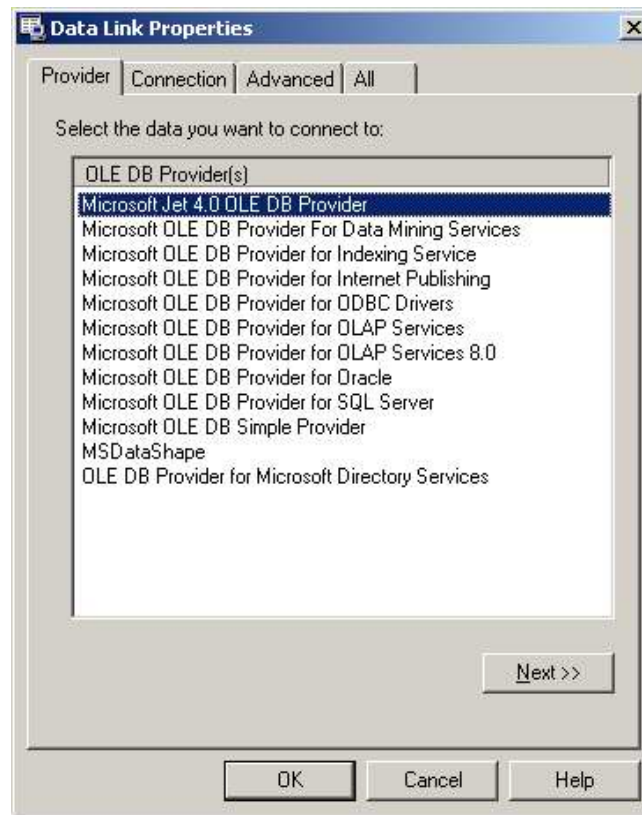 Data Link Properties
Provider Connection Advanced All
Select the data you want to connect to:
OLE DB Provider(s)
Microsoft Jet 4.0 OLE DB Provider
Microsoft OLE DB Provider For Data Mining Services
Microsoft OLE DB Provider for Indexing Service
Microsoft OLE DB Provider for Internet Publishing
Microsoft OLE DB Provider for ODBC Drivers
Microsoft OLE DB Provider for OLAP Services
Microsoft OLE DB Provider for OLAP Services 8.0
Microsoft OLE DB Provider for Oracle
Microsoft OLE DB Provider for SQL Server
Microsoft OLE DB Simple Provider
MSDataShape
OLE DB Provider for Microsoft Directory Services
Next >>
OK Cancel Help